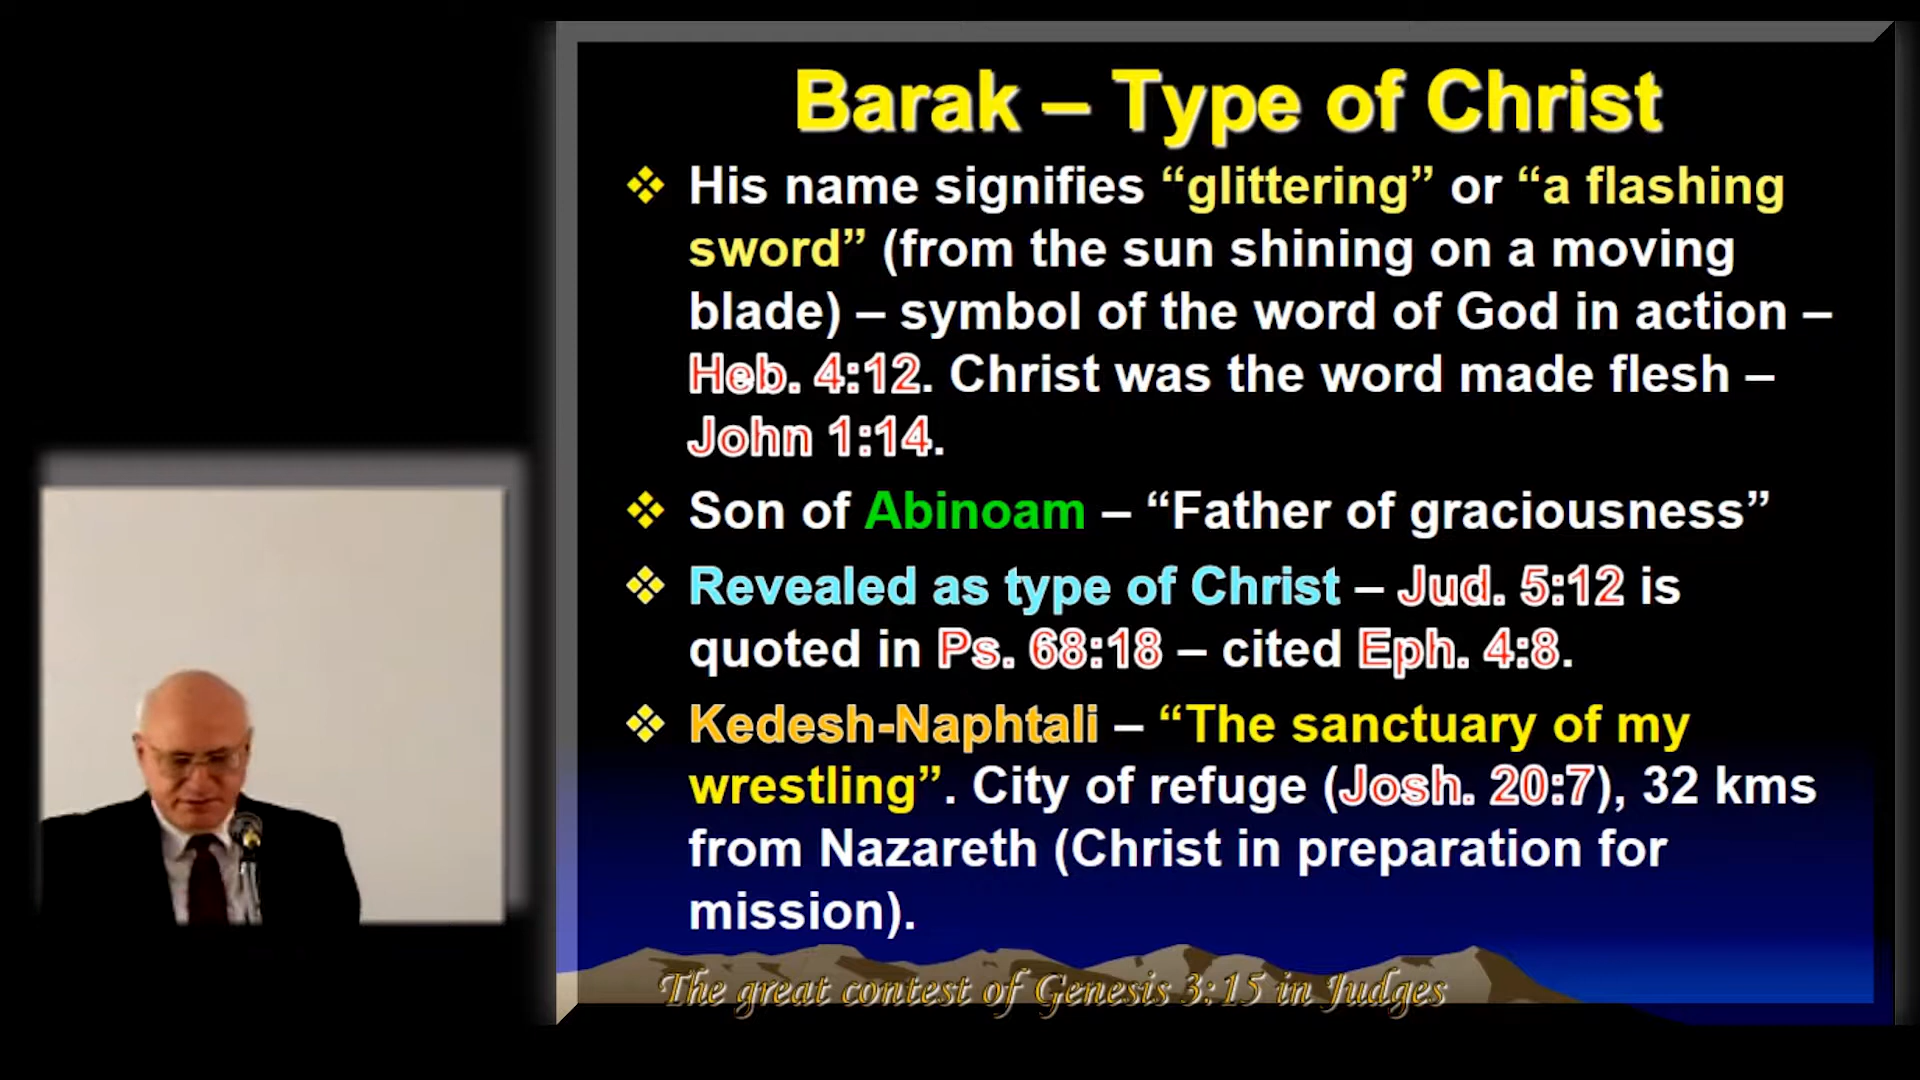 Barak – Type of Christ
❖ His name signifies “glittering” or “a flashing
sword” (from the sun shining on a moving
blade) – symbol of the word of God in action –
Heb. 4:12. Christ was the word made flesh –
John 1:14.
❖ Son of Abinoam – “Father of graciousness”
❖ Revealed as type of Christ – Jud. 5:12 is
quoted in Ps. 68:18 – cited Eph. 4:8.
❖ Kedesh-Naphtali – “The sanctuary of my
wrestling”. City of refuge (Josh. 20:7), 32 kms
from Nazareth (Christ in preparation for
mission).
The great contest of Genesis 3:15 in Judges